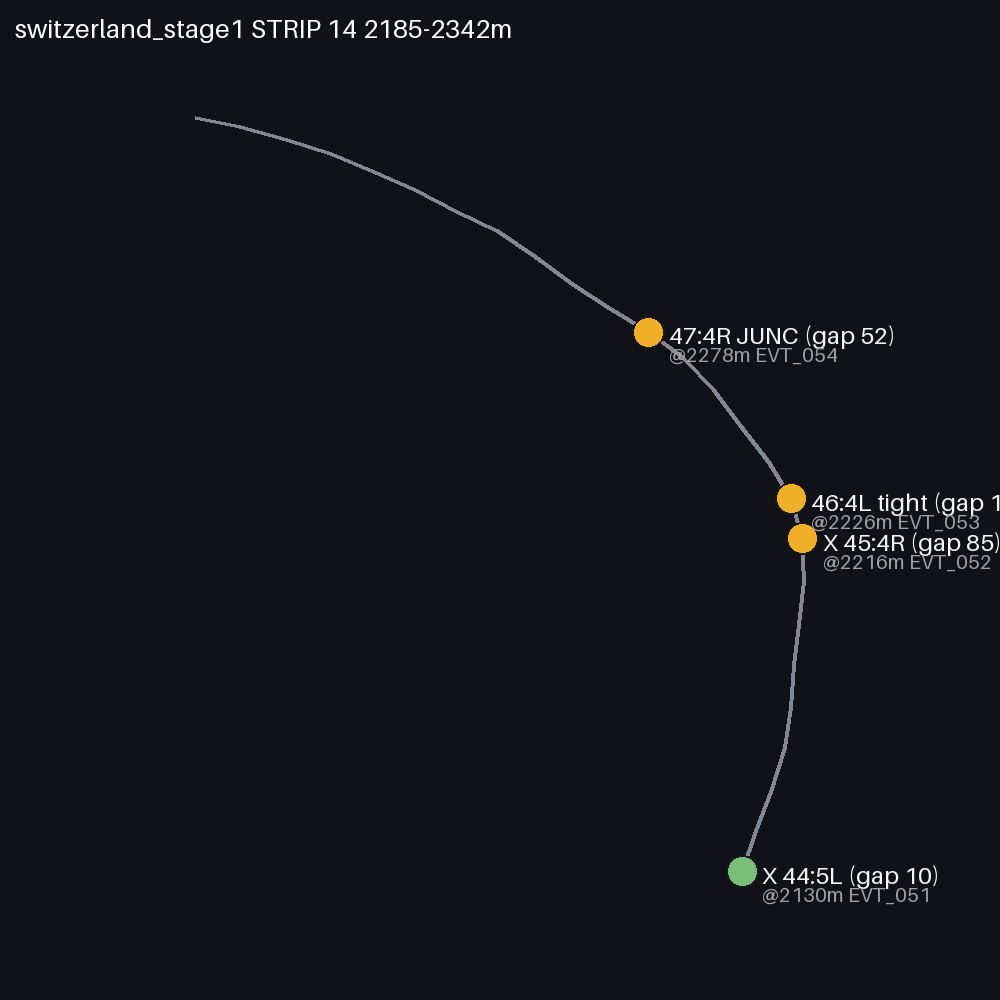 switzerland_stage1 STRIP 14 2185-2342m
47:4R JUNC (gap 52)
@2278m EVT_054
46:4L tight (gap 1
@2226m EVT_053
X 45:4R (gap 85)
@2216m EVT_052
X 44:5L (gap 10)
@2130m EVT_051